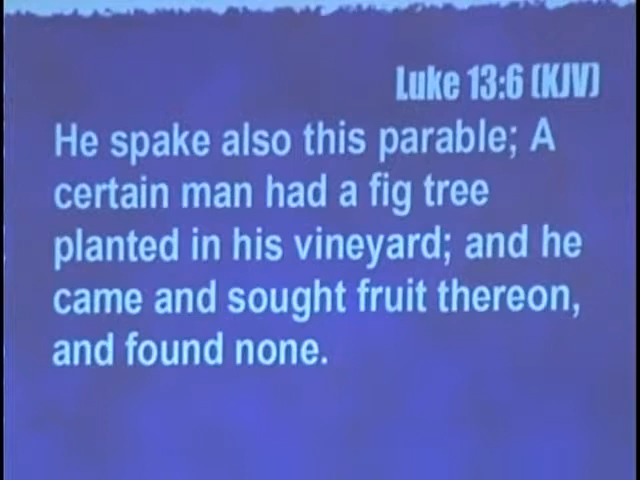 Luke 13:6 (KJV)
He spake also this parable; A
certain man had a fig tree
planted in his vineyard; and he
came and sought fruit thereon,
and found none.